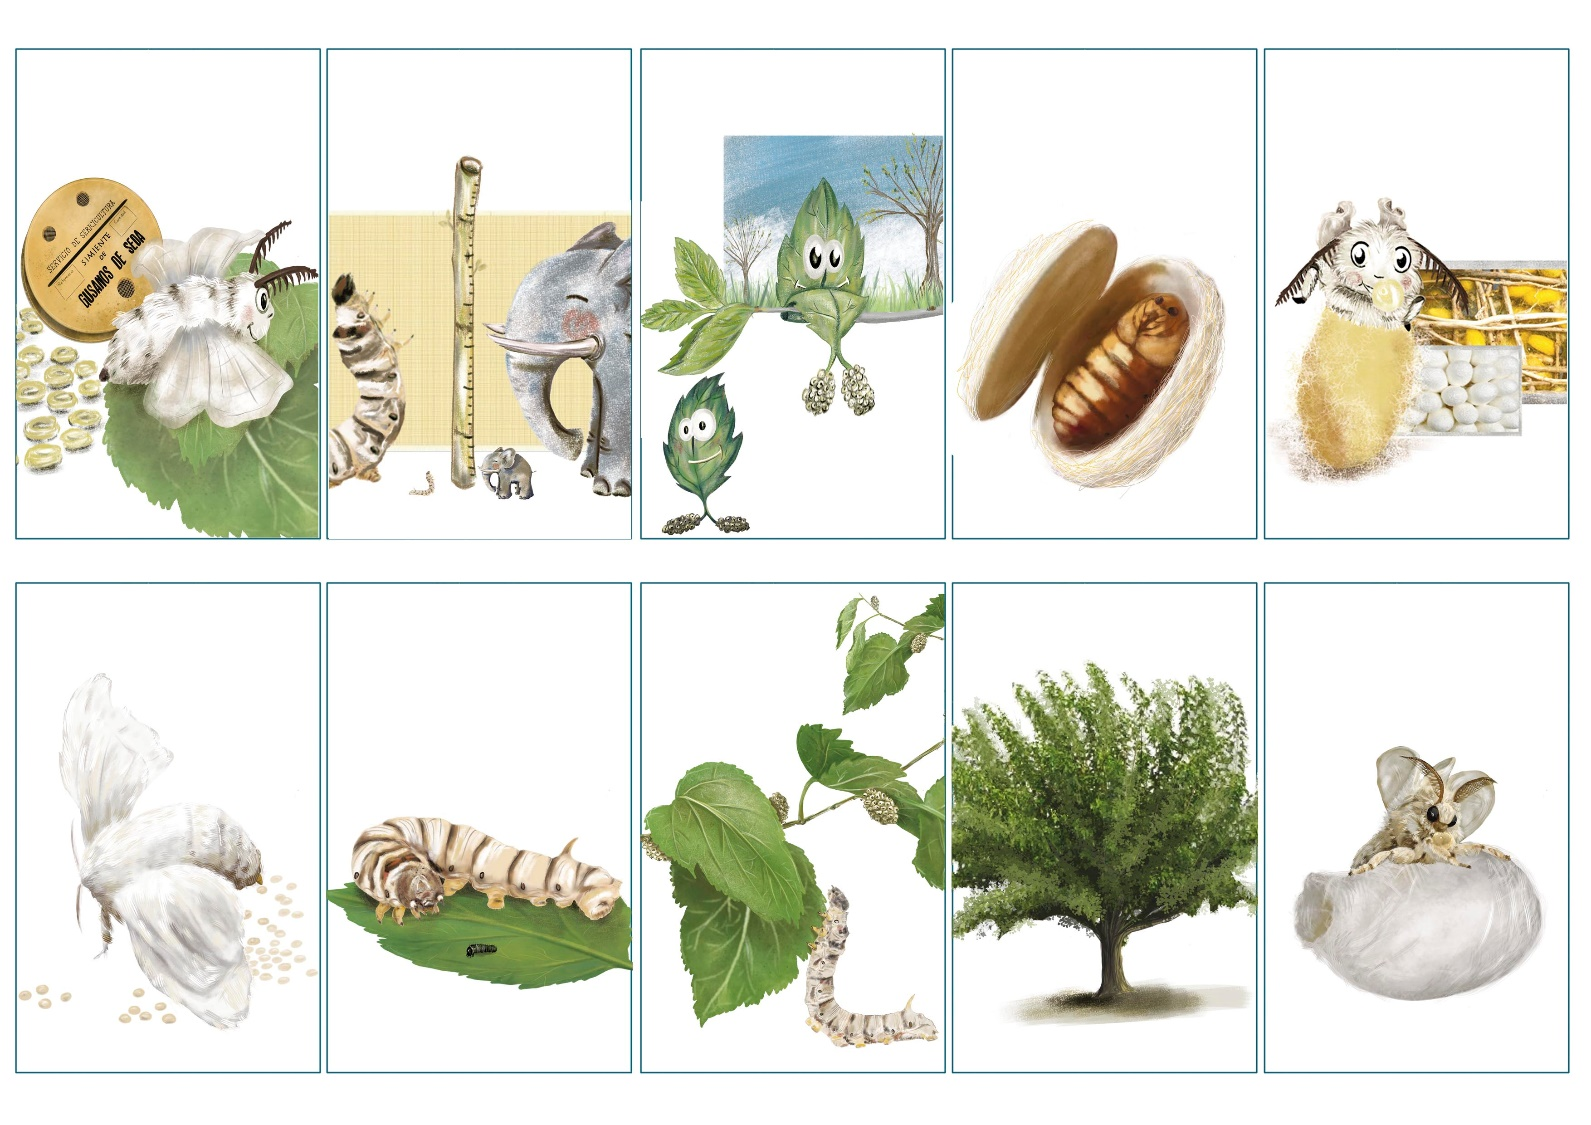 SERVICIO DE SERICICULTURA
SIMIENTE
DE
GUSANOS DE SEDA